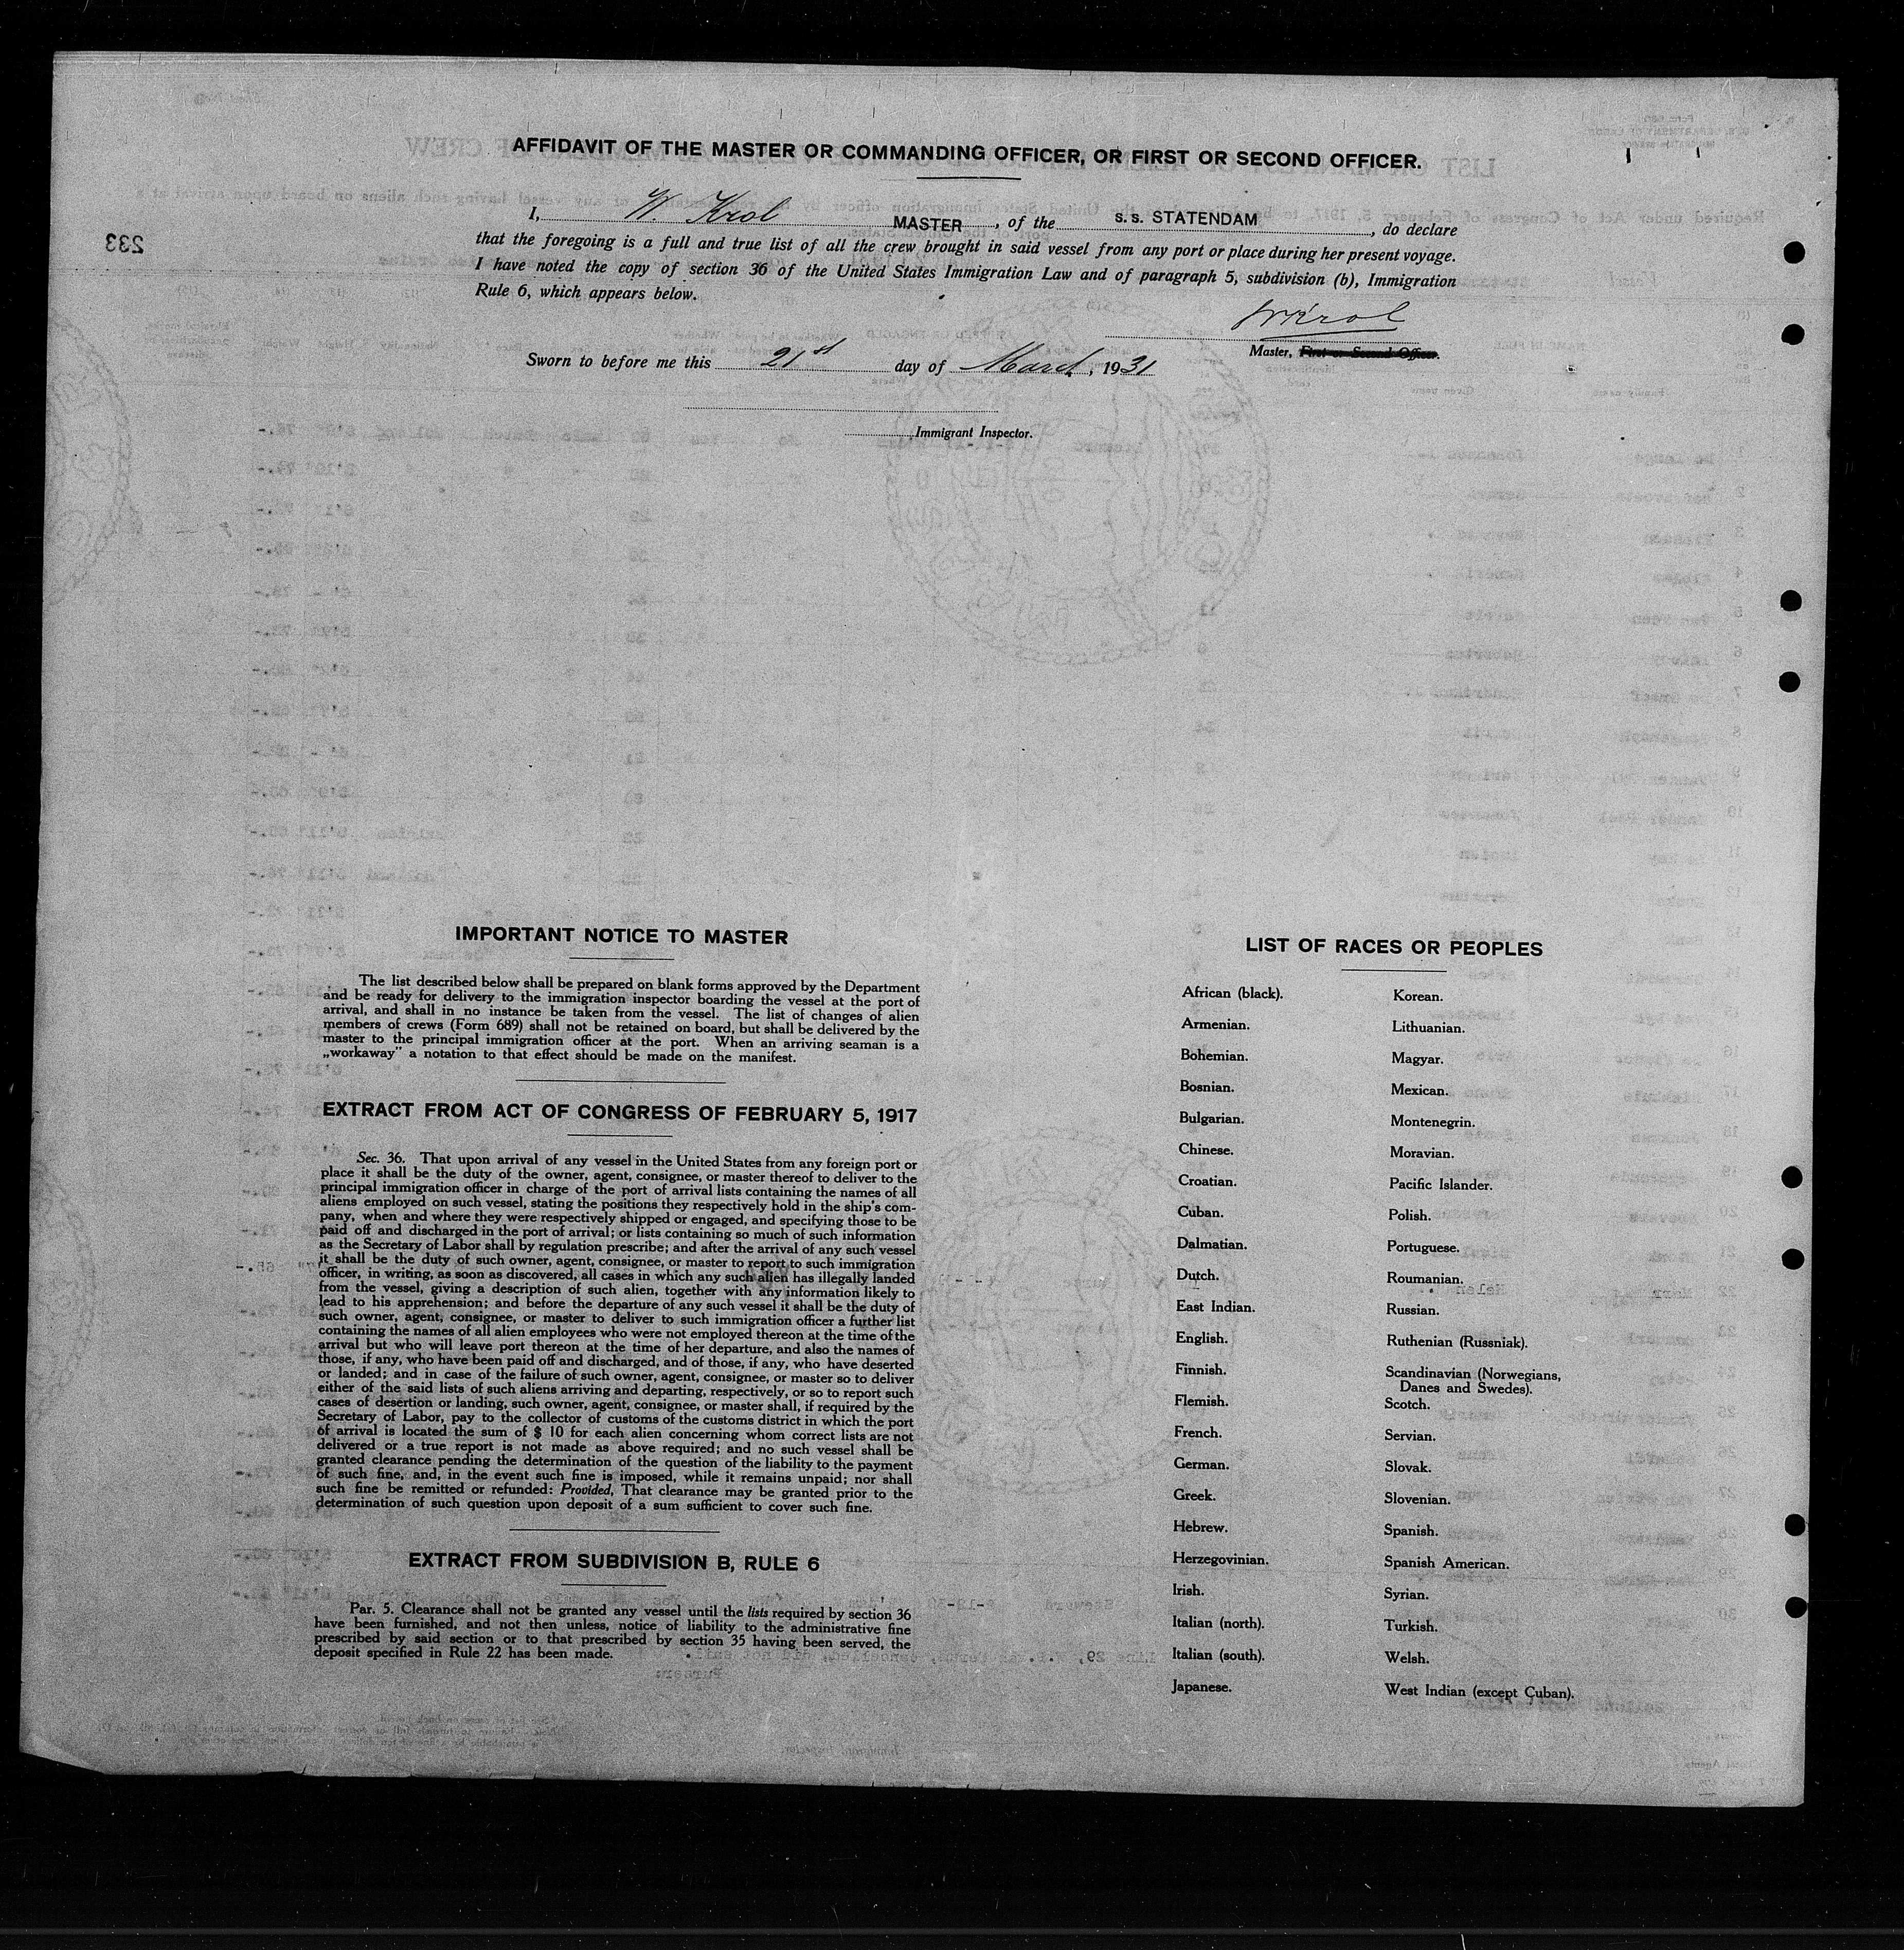 AFFIDAVIT OF THE MASTER OR COMMANDING OFFICER, OR FIRST OR SECOND OFFICER.
I, W. Krol MASTER, of the s.s. STATENDAM, do declare
that the foregoing is a full and true list of all the crew brought in said vessel from any port or place during her present voyage.
I have noted the copy of section 36 of the United States Immigration Law and of paragraph 5, subdivision (b), Immigration
Rule 6, which appears below.
WKrol
Master, First or Second Officer.
Sworn to before me this 21st day of March, 1931
Immigrant Inspector.
233
IMPORTANT NOTICE TO MASTER
The list described below shall be prepared on blank forms approved by the Department
and be ready for delivery to the immigration inspector boarding the vessel at the port of
arrival, and shall in no instance be taken from the vessel. The list of changes of alien
members of crews (Form 689) shall not be retained on board, but shall be delivered by the
master to the principal immigration officer at the port. When an arriving seaman is a
„workaway” a notation to that effect should be made on the manifest.
EXTRACT FROM ACT OF CONGRESS OF FEBRUARY 5, 1917
Sec. 36. That upon arrival of any vessel in the United States from any foreign port or
place it shall be the duty of the owner, agent, consignee, or master thereof to deliver to the
principal immigration officer in charge of the port of arrival lists containing the names of all
aliens employed on such vessel, stating the positions they respectively hold in the ship's com-
pany, when and where they were respectively shipped or engaged, and specifying those to be
paid off and discharged in the port of arrival; or lists containing so much of such information
as the Secretary of Labor shall by regulation prescribe; and after the arrival of any such vessel
it shall be the duty of such owner, agent, consignee, or master to report to such immigration
officer, in writing, as soon as discovered, all cases in which any such alien has illegally landed
from the vessel, giving a description of such alien, together with any information likely to
lead to his apprehension; and before the departure of any such vessel it shall be the duty of
such owner, agent, consignee, or master to deliver to such immigration officer a further list
containing the names of all alien employees who were not employed thereon at the time of the
arrival but who will leave port thereon at the time of her departure, and also the names of
those, if any, who have been paid off and discharged, and of those, if any, who have deserted
or landed; and in case of the failure of such owner, agent, consignee, or master so to deliver
either of the said lists of such aliens arriving and departing, respectively, or so to report such
cases of desertion or landing, such owner, agent, consignee, or master shall, if required by the
Secretary of Labor, pay to the collector of customs of the customs district in which the port
of arrival is located the sum of $ 10 for each alien concerning whom correct lists are not
delivered or a true report is not made as above required; and no such vessel shall be
granted clearance pending the determination of the question of the liability to the payment
of such fine, and, in the event such fine is imposed, while it remains unpaid; nor shall
such fine be remitted or refunded: Provided, That clearance may be granted prior to the
determination of such question upon deposit of a sum sufficient to cover such fine.
EXTRACT FROM SUBDIVISION B, RULE 6
Par. 5. Clearance shall not be granted any vessel until the lists required by section 36
have been furnished, and not then unless, notice of liability to the administrative fine
prescribed by said section or to that prescribed by section 35 having been served, the
deposit specified in Rule 22 has been made.
LIST OF RACES OR PEOPLES
African (black).
Armenian.
Bohemian.
Bosnian.
Bulgarian.
Chinese.
Croatian.
Cuban.
Dalmatian.
Dutch.
East Indian.
English.
Finnish.
Flemish.
French.
German.
Greek.
Hebrew.
Herzegovinian.
Irish.
Italian (north).
Italian (south).
Japanese.
Korean.
Lithuanian.
Magyar.
Mexican.
Montenegrin.
Moravian.
Pacific Islander.
Polish.
Portuguese.
Roumanian.
Russian.
Ruthenian (Russniak).
Scandinavian (Norwegians,
Danes and Swedes).
Scotch.
Servian.
Slovak.
Slovenian.
Spanish.
Spanish American.
Syrian.
Turkish.
Welsh.
West Indian (except Cuban).